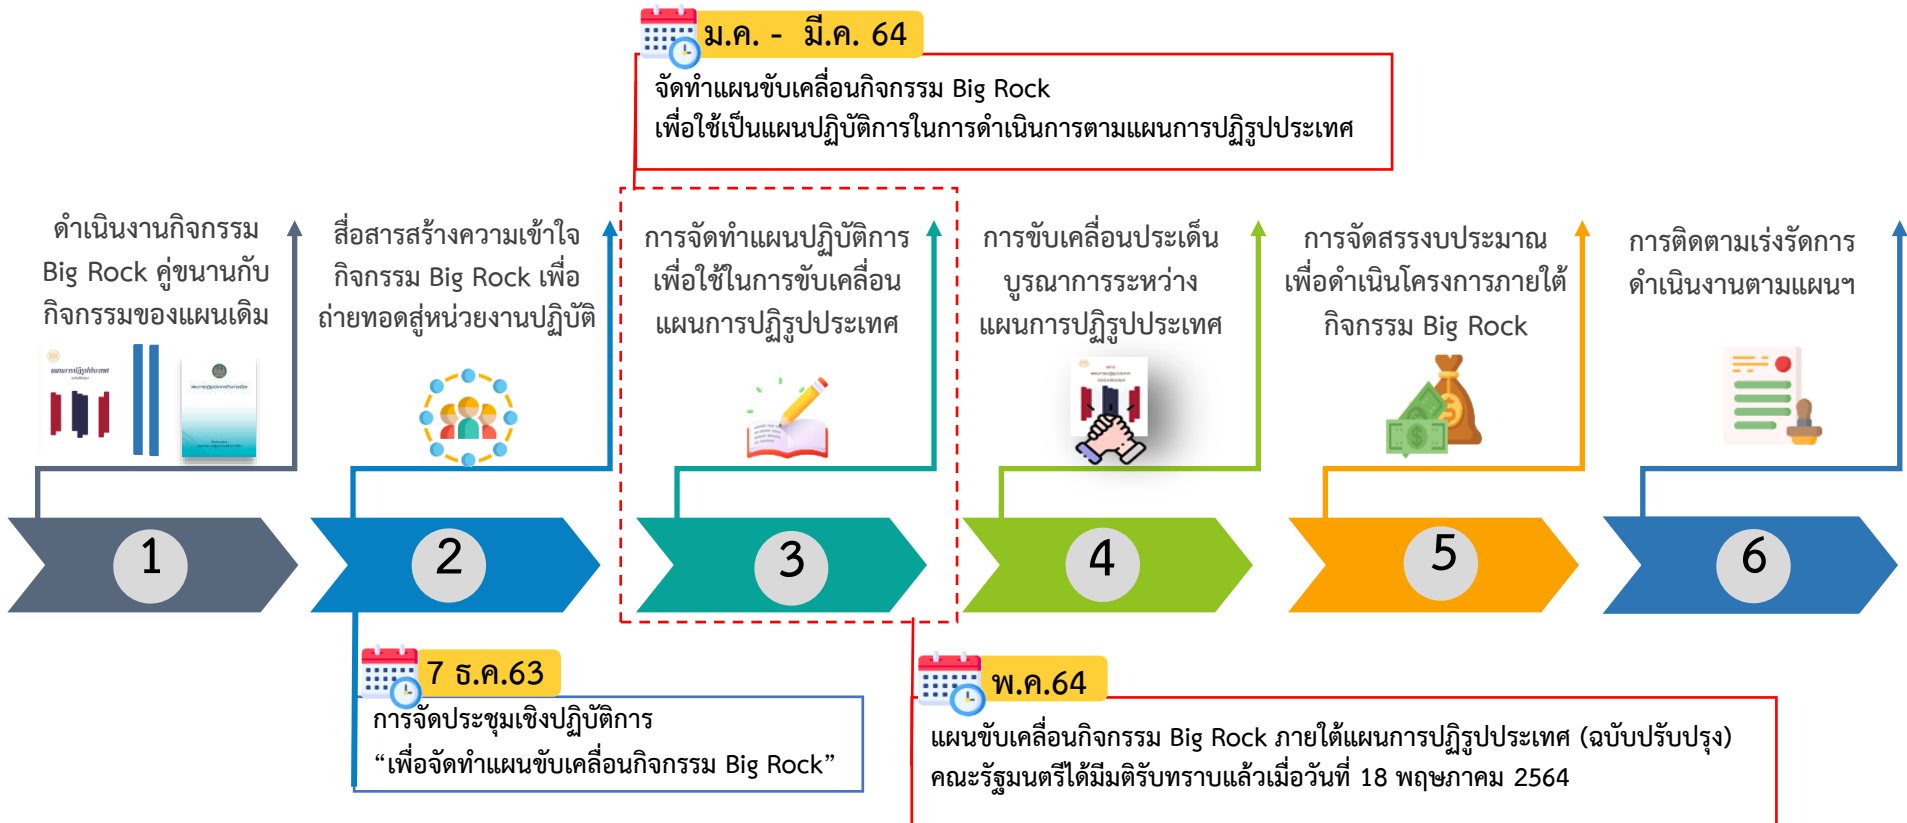 ม.ค. - มี.ค. 64
จัดทำแผนขับเคลื่อนกิจกรรม Big Rock
เพื่อใช้เป็นแผนปฏิบัติการในการดำเนินการตามแผนการปฏิรูปประเทศ
ดำเนินงานกิจกรรม
Big Rock คู่ขนานกับ
กิจกรรมของแผนเดิม
สื่อสารสร้างความเข้าใจ
กิจกรรม Big Rock เพื่อ
ถ่ายทอดสู่หน่วยงานปฏิบัติ
การจัดทำแผนปฏิบัติการ
เพื่อใช้ในการขับเคลื่อน
แผนการปฏิรูปประเทศ
การขับเคลื่อนประเด็น
บูรณาการระหว่าง
แผนการปฏิรูปประเทศ
การจัดสรรงบประมาณ
เพื่อดำเนินโครงการภายใต้
กิจกรรม Big Rock
การติดตามเร่งรัดการ
ดำเนินงานตามแผนฯ
แผนการปฏิรูปประเทศ
1
2
3
4
5
6
7 ธ.ค.63
การจัดประชุมเชิงปฏิบัติการ
“เพื่อจัดทำแผนขับเคลื่อนกิจกรรม Big Rock”
พ.ค.64
แผนขับเคลื่อนกิจกรรม Big Rock ภายใต้แผนการปฏิรูปประเทศ (ฉบับปรับปรุง)
คณะรัฐมนตรีได้มีมติรับทราบแล้วเมื่อวันที่ 18 พฤษภาคม 2564